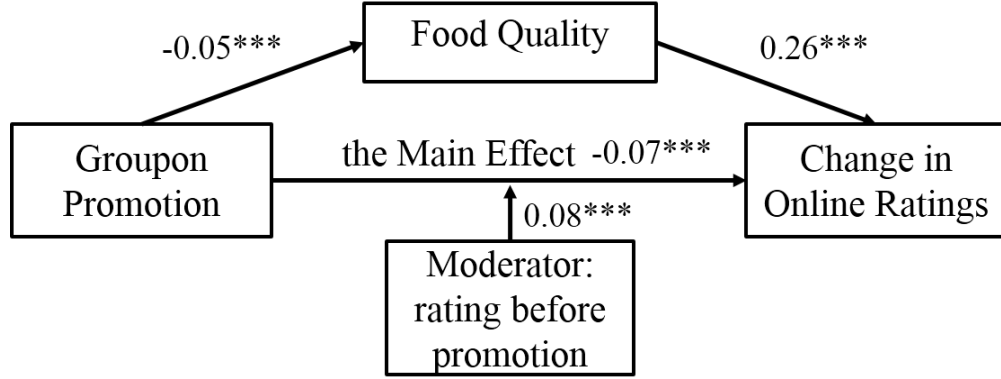 -0.05***
Food Quality
0.26***
Groupon
Promotion
the Main Effect -0.07***
Change in
Online Ratings
0.08***
Moderator:
rating before
promotion